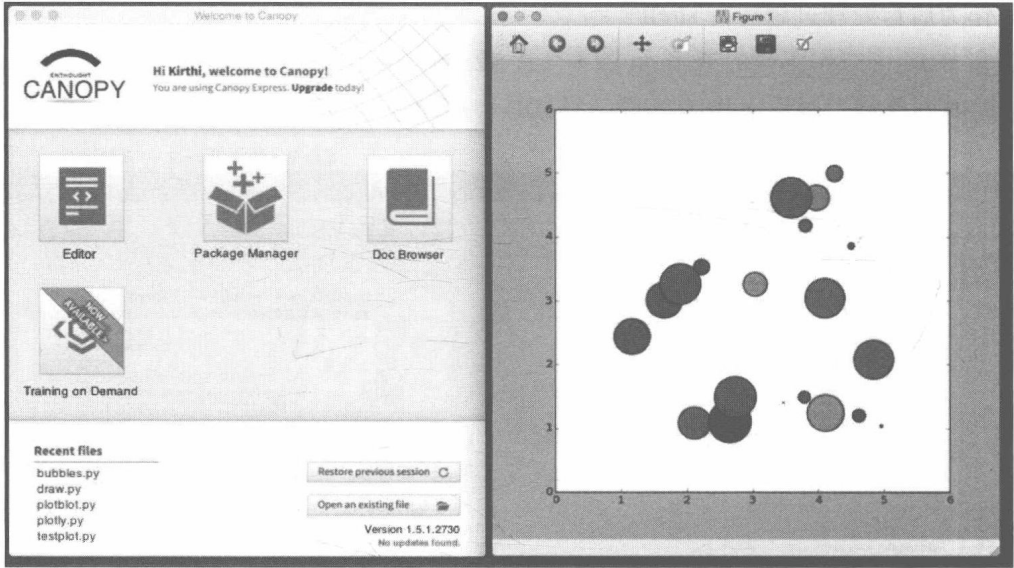 Welcome to Canopy
ENTHOUGHT
CANOPY
Hi Kirthi, welcome to Canopy!
You are using Canopy Express. Upgrade today!
Editor
Package Manager
Doc Browser
NOW
AVAILABLE
Training on Demand
Recent files
bubbles.py
draw.py
plotblot.py
plotly.py
testplot.py
Restore previous session
Open an existing file
Version 1.5.1.2730
No updates found.
Figure 1
6
5
4
3
2
1
0
0 1 2 3 4 5 6